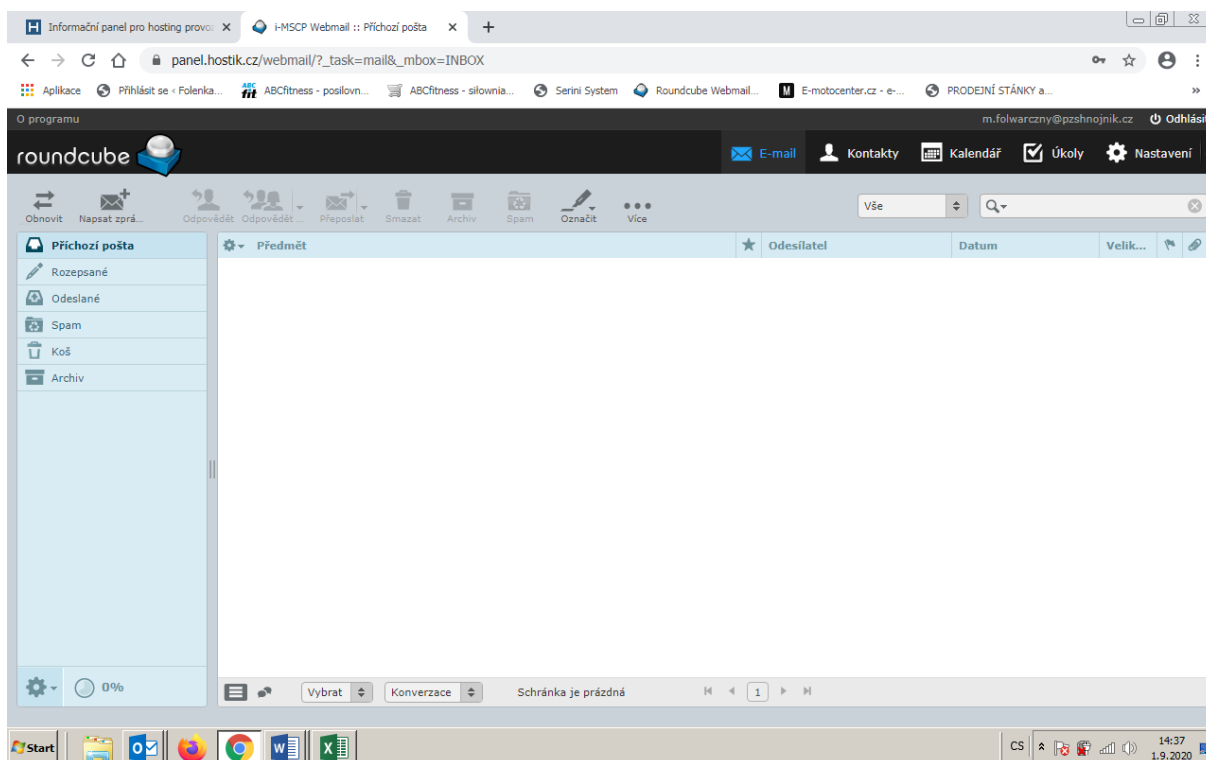 Informační panel pro hosting provoz
i-MSCP Webmail :: Příchozí pošta
panel.hostik.cz/webmail/?_task=mail&_mbox=INBOX
Aplikace Přihlásit se ‹ Folenka... ABC fit ABCfitness - posilovn... ABCfitness - siłownia... Serini System Roundcube Webmail... M E-motocenter.cz - e-... PRODEJNÍ STÁNKY a... »
O programu m.folwarczny@pzshnojnik.cz Odhlásit
roundcube E-mail Kontakty Kalendář Úkoly Nastavení
Obnovit Napsat zprá... Odpovědět Odpovědět ... Přeposlat Smazat Archiv Spam Označit Více Vše
Příchozí pošta Předmět Odesílatel Datum Velik...
Rozepsané
Odeslané
Spam
Koš
Archiv
0% Vybrat Konverzace Schránka je prázdná 1
Start CS 14:37
1.9.2020